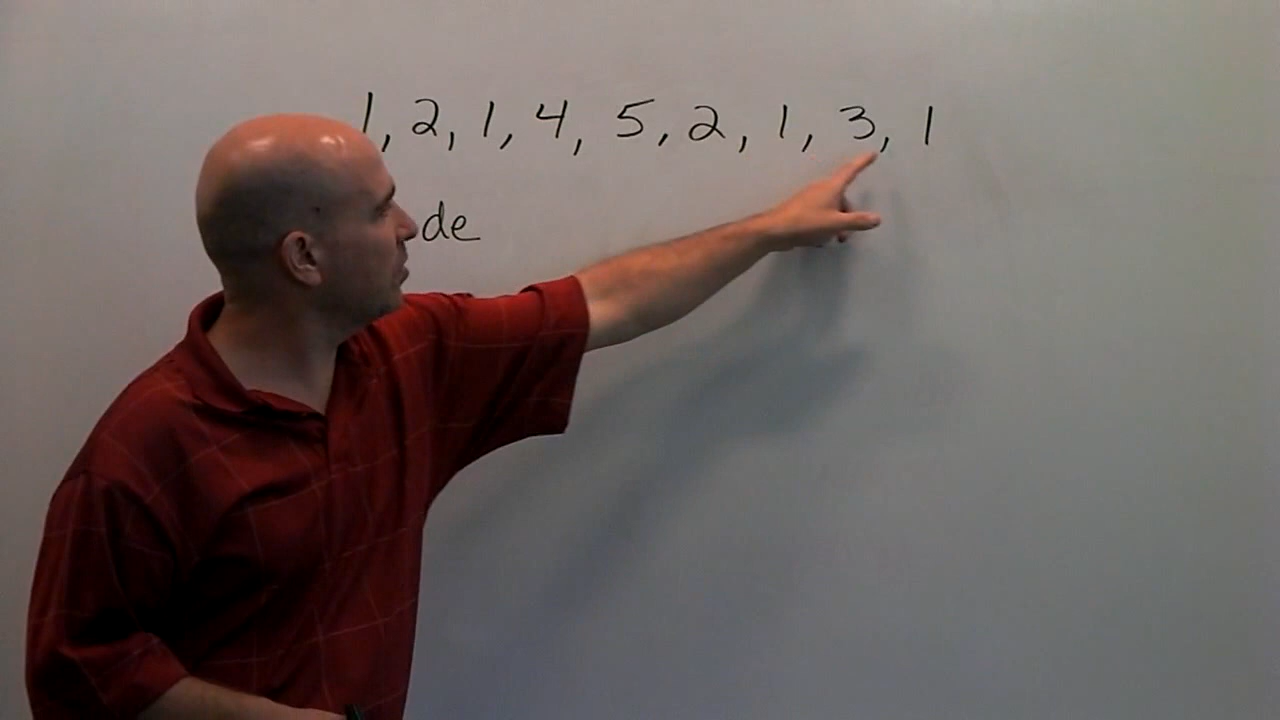 1, 2, 1, 4, 5, 2, 1, 3, 1
de